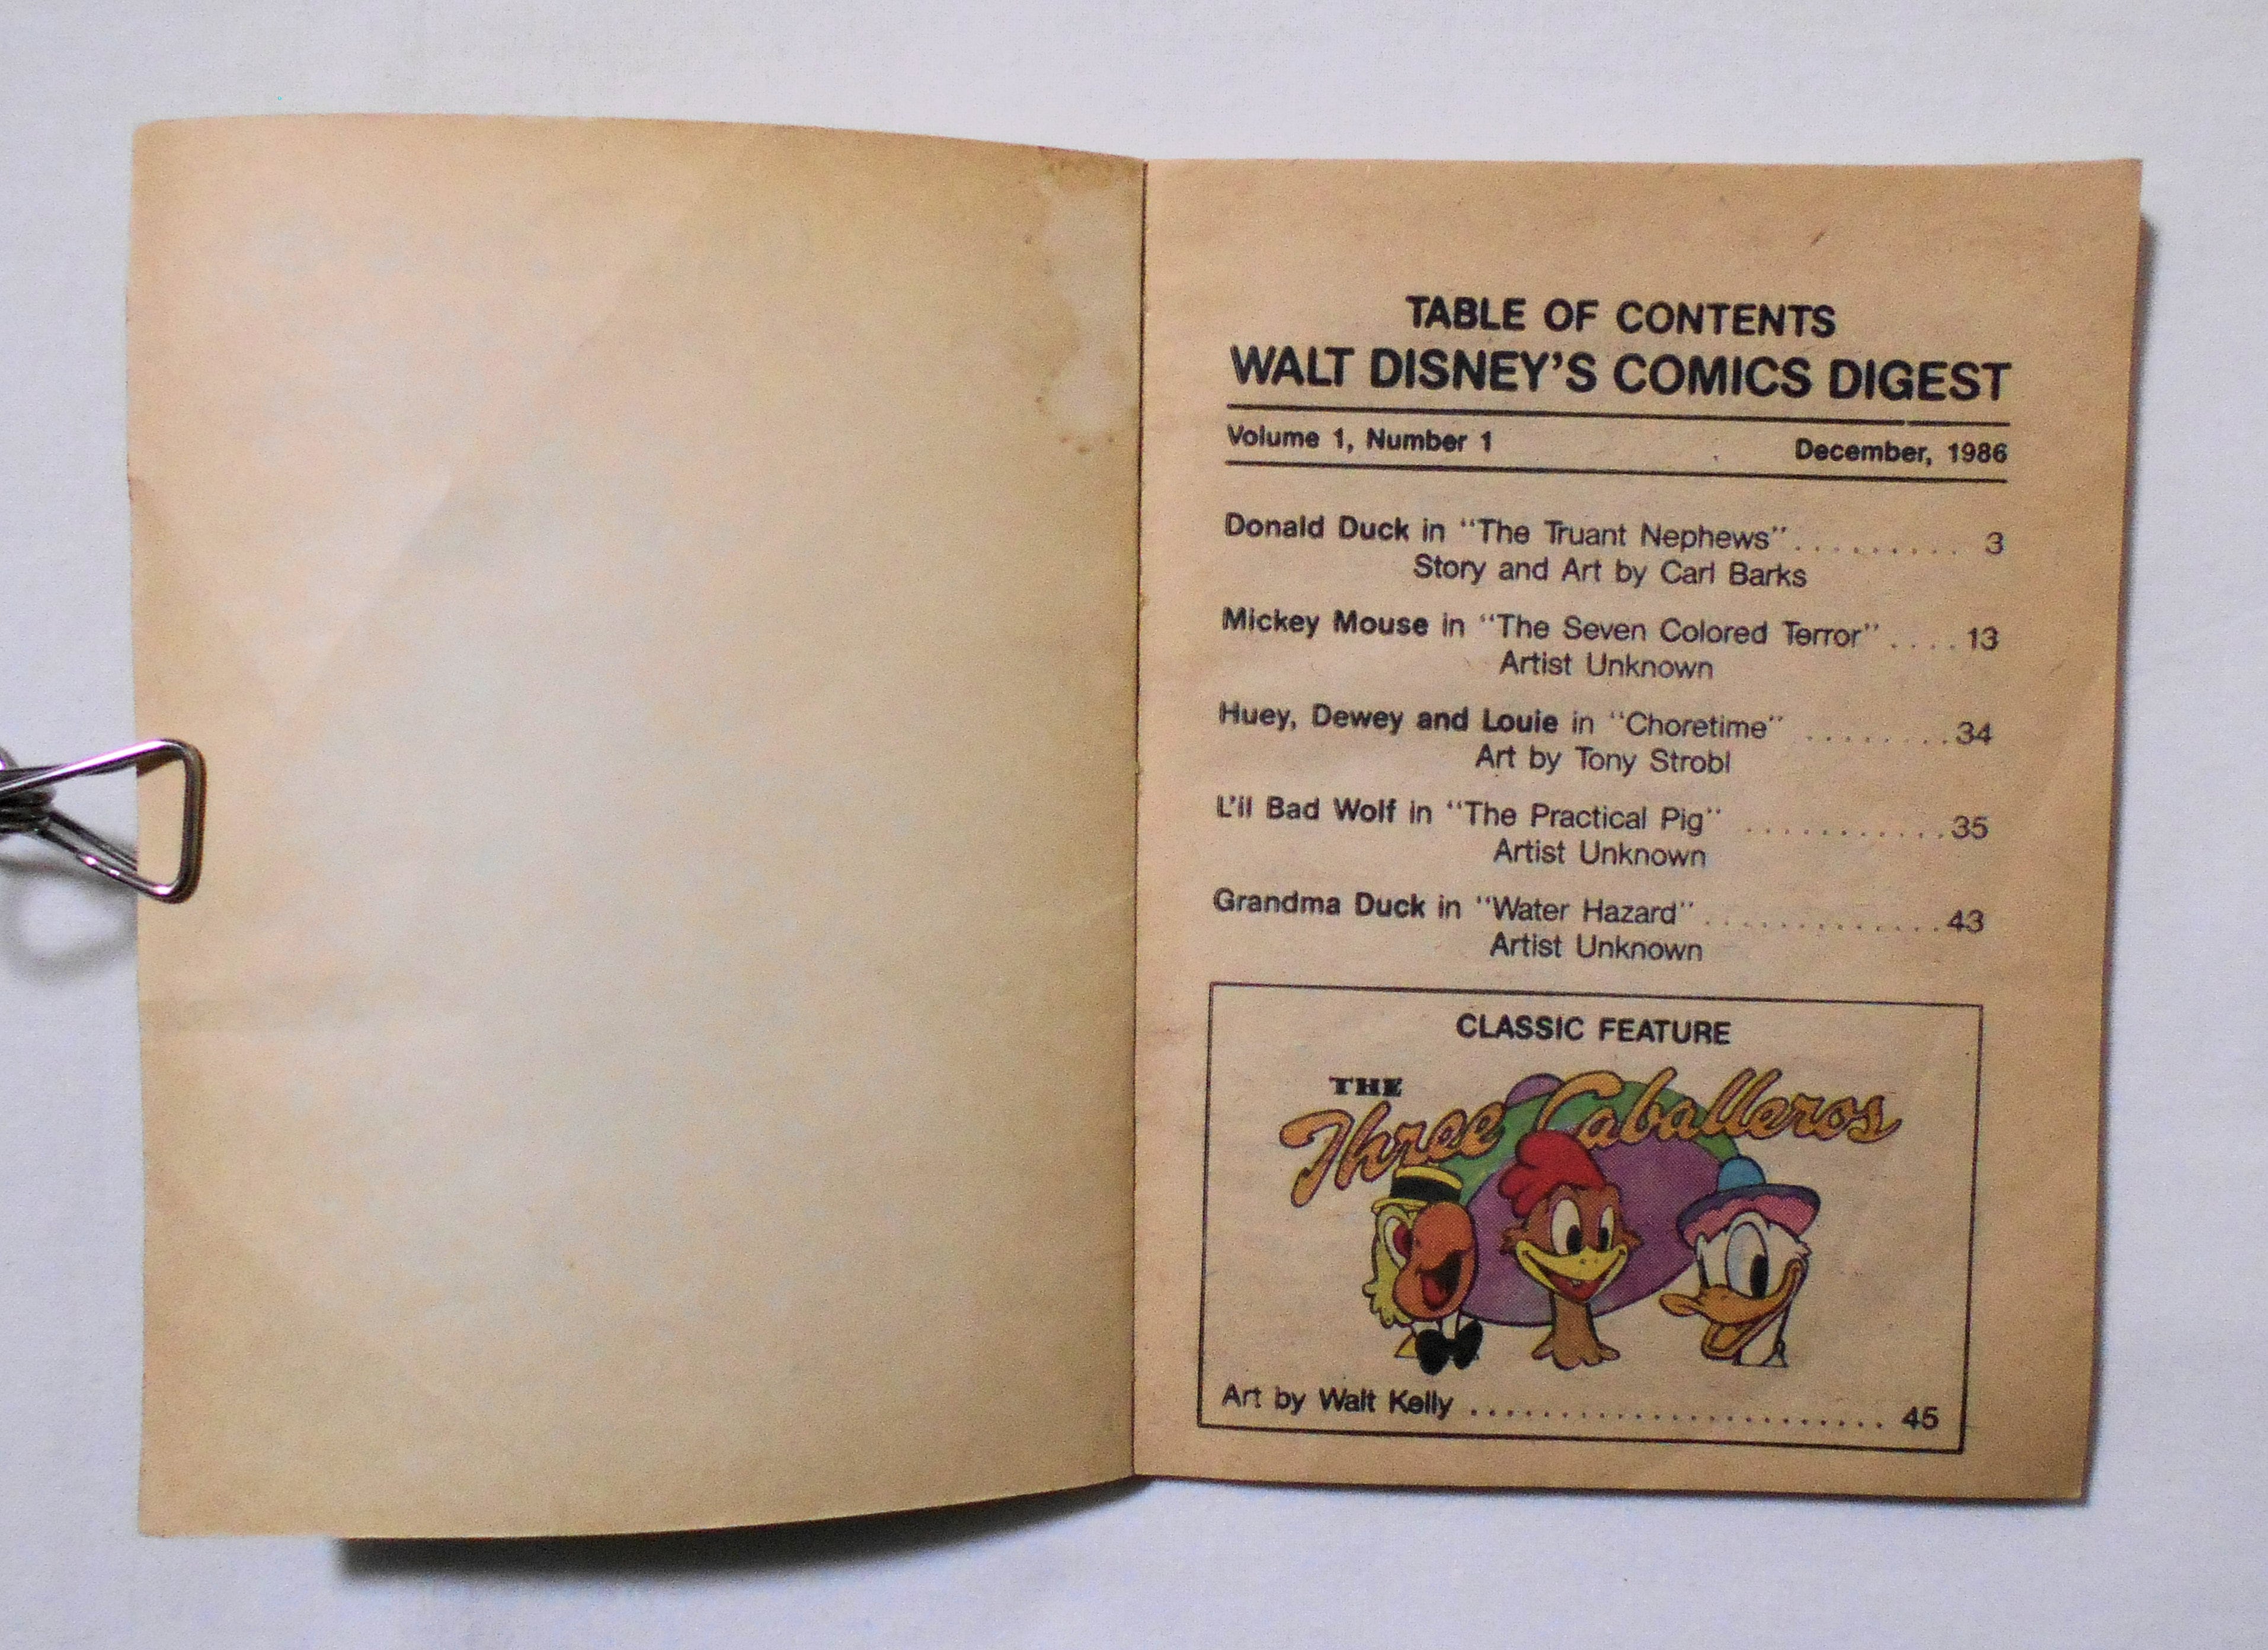 TABLE OF CONTENTS
WALT DISNEY'S COMICS DIGEST
Volume 1, Number 1 December, 1986
Donald Duck in "The Truant Nephews" ......... 3
Story and Art by Carl Barks
Mickey Mouse in "The Seven Colored Terror" .... 13
Artist Unknown
Huey, Dewey and Louie in "Choretime" ........ 34
Art by Tony Strobl
L'il Bad Wolf in "The Practical Pig" ............ 35
Artist Unknown
Grandma Duck in "Water Hazard" ............. 43
Artist Unknown
CLASSIC FEATURE
THE
Three Caballeros
Art by Walt Kelly ........................ 45